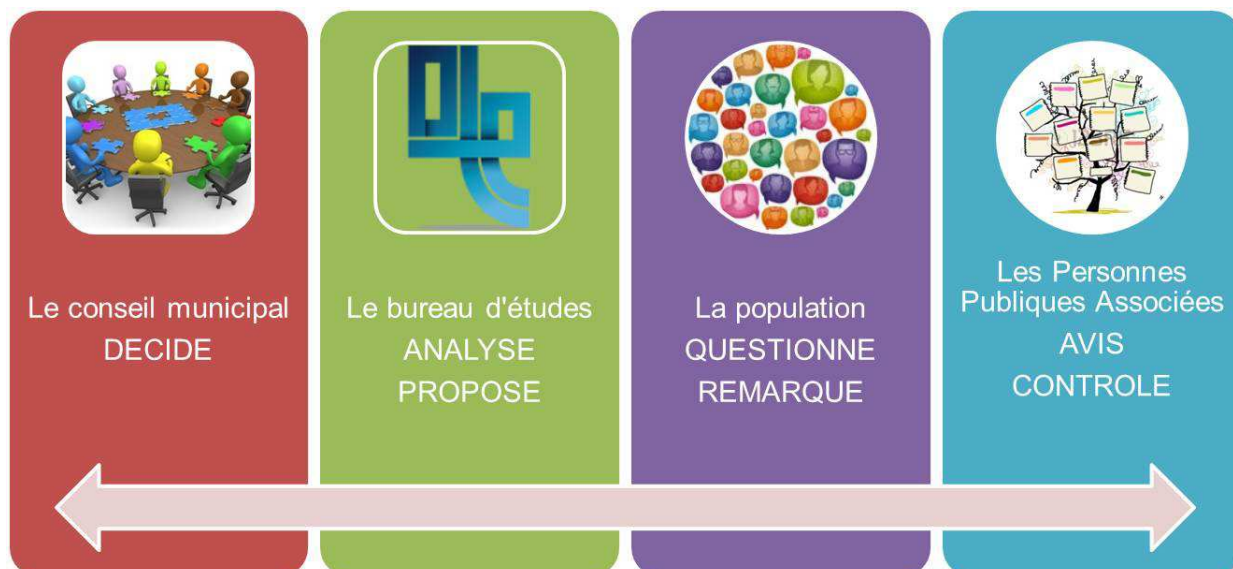 Le conseil municipal
DECIDE
Le bureau d'études
ANALYSE
PROPOSE
La population
QUESTIONNE
REMARQUE
Les Personnes
Publiques Associées
AVIS
CONTROLE